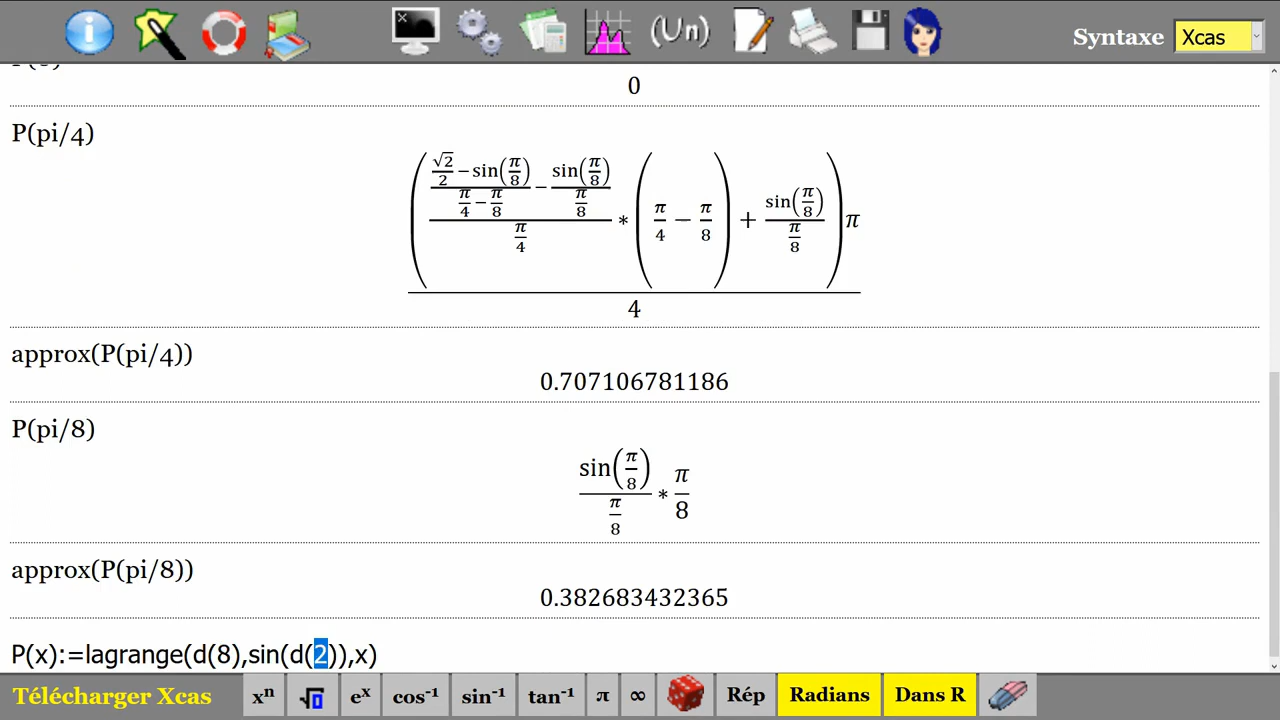 (Un)
Syntaxe Xcas
0
P(pi/4)
(((√2/2−sin(π/8))/(π/4−π/8)−sin(π/8)/(π/8))/(π/4)*(π/4−π/8)+sin(π/8)/(π/8))π
4
approx(P(pi/4))
0.707106781186
P(pi/8)
sin(π/8)/(π/8)*π/8
approx(P(pi/8))
0.382683432365
P(x):=lagrange(d(8),sin(d(2)),x)
Télécharger Xcas xⁿ √0 eˣ cos⁻¹ sin⁻¹ tan⁻¹ π ∞ Rép Radians Dans R